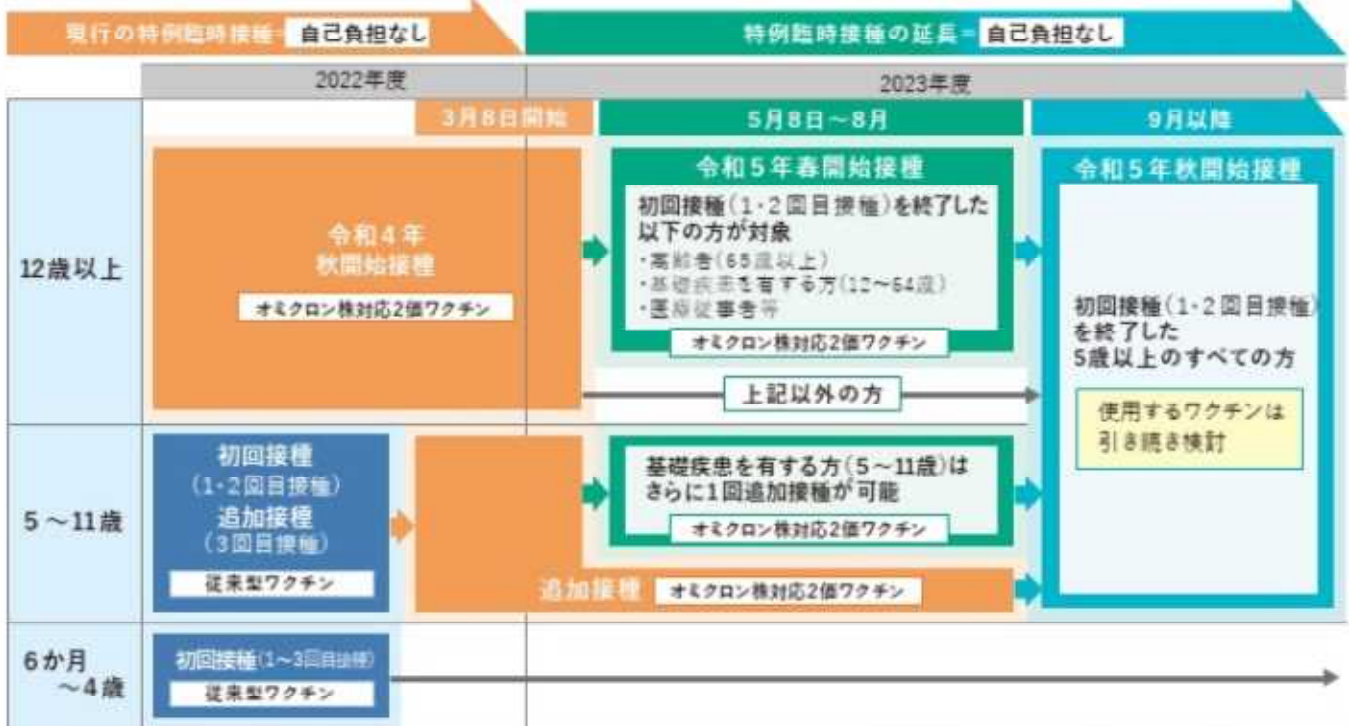 現行の特例臨時接種= 自己負担なし
特例臨時接種の延長= 自己負担なし
2022年度
2023年度
3月8日開始
5月8日~8月
9月以降
12歳以上
令和4年
秋開始接種
オミクロン株対応2価ワクチン
令和5年春開始接種
初回接種(1・2回目接種)を終了した
以下の方が対象
・高齢者(65歳以上)
・基礎疾患を有する方(12~64歳)
・医療従事者等
オミクロン株対応2価ワクチン
上記以外の方
令和5年秋開始接種
初回接種(1・2回目接種)
を終了した
5歳以上のすべての方
使用するワクチンは
引き続き検討
5~11歳
初回接種
(1・2回目接種)
追加接種
(3回目接種)
従来型ワクチン
基礎疾患を有する方(5~11歳)は
さらに1回追加接種が可能
オミクロン株対応2価ワクチン
追加接種 オミクロン株対応2価ワクチン
6か月
~4歳
初回接種(1~3回目接種)
従来型ワクチン